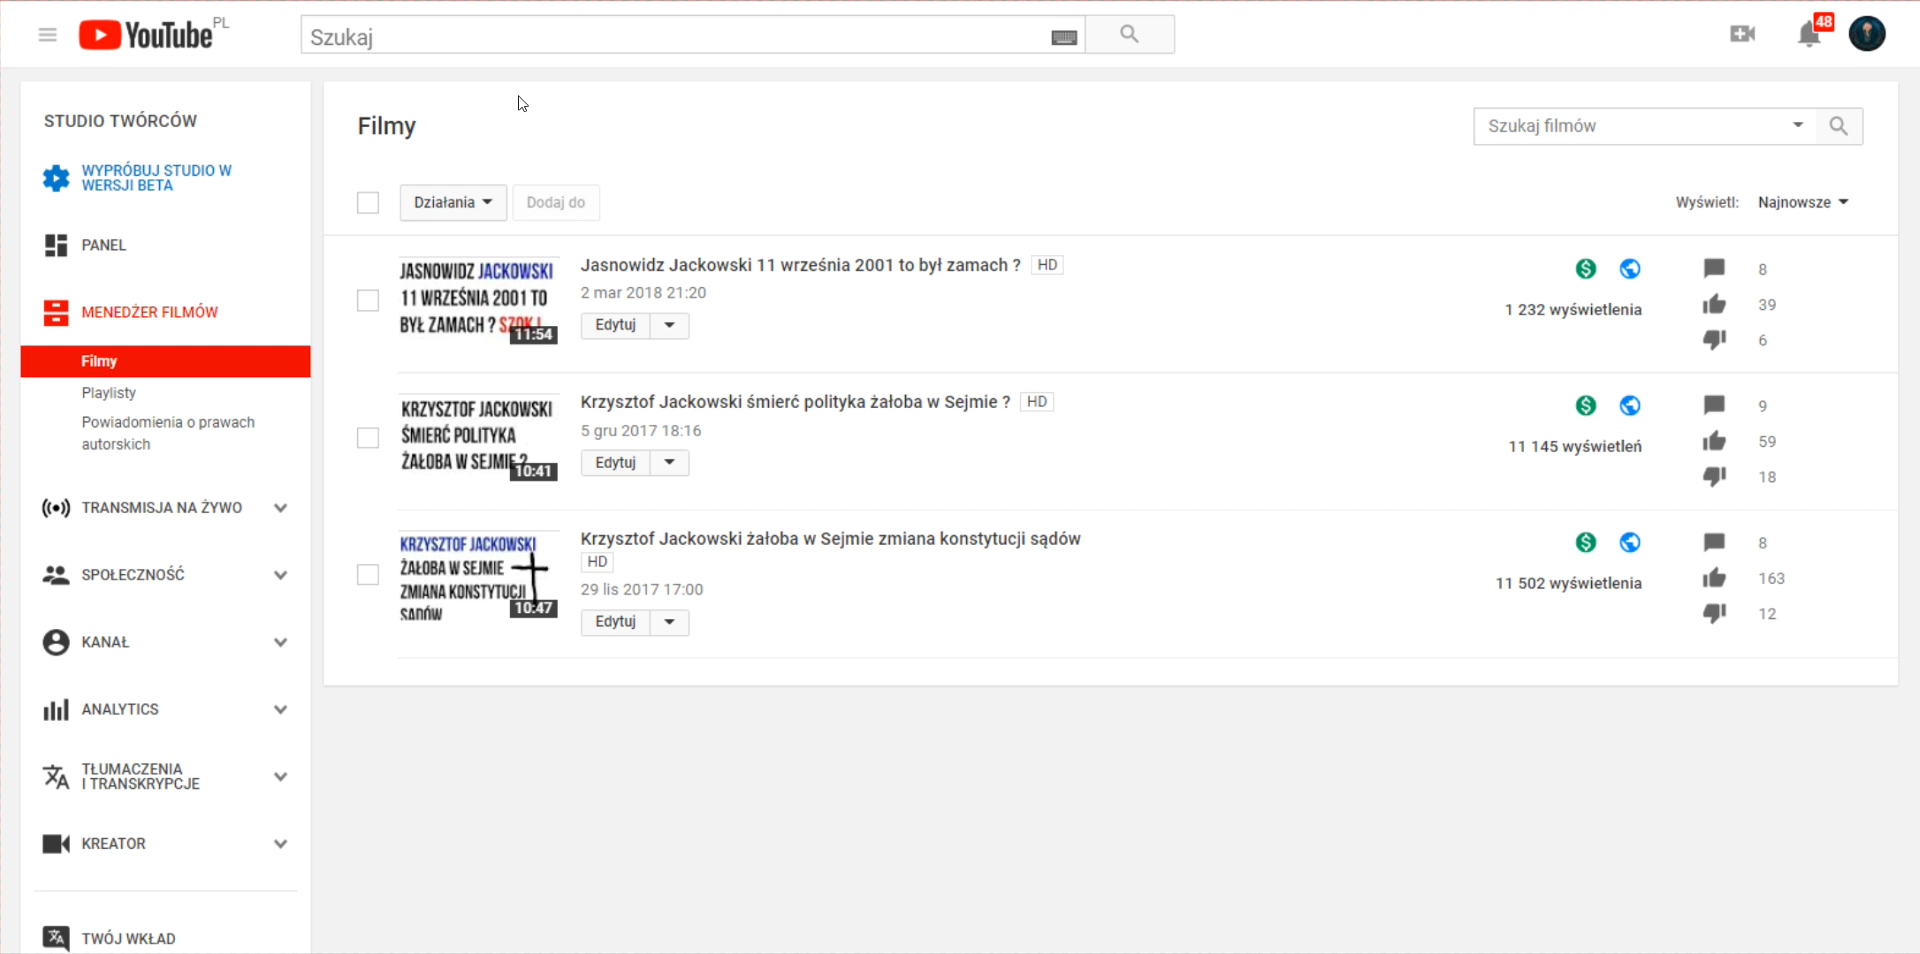 YouTube PL
Szukaj
48
STUDIO TWÓRCÓW
WYPRÓBUJ STUDIO W
WERSJI BETA
PANEL
MENEDŻER FILMÓW
Filmy
Playlisty
Powiadomienia o prawach
autorskich
TRANSMISJA NA ŻYWO
SPOŁECZNOŚĆ
KANAŁ
ANALYTICS
TŁUMACZENIA
I TRANSKRYPCJE
KREATOR
TWÓJ WKŁAD
Filmy
Szukaj filmów
Działania
Dodaj do
Wyświetl: Najnowsze
JASNOWIDZ JACKOWSKI
11 WRZEŚNIA 2001 TO
BYŁ ZAMACH ? SZOK !
11:54
Jasnowidz Jackowski 11 września 2001 to był zamach ? HD
2 mar 2018 21:20
Edytuj
1 232 wyświetlenia
8
39
6
KRZYSZTOF JACKOWSKI
ŚMIERĆ POLITYKA
ŻAŁOBA W SEJMIE ?
10:41
Krzysztof Jackowski śmierć polityka żałoba w Sejmie ? HD
5 gru 2017 18:16
Edytuj
11 145 wyświetleń
9
59
18
KRZYSZTOF JACKOWSKI
ŻAŁOBA W SEJMIE
ZMIANA KONSTYTUCJI
SĄDÓW
10:47
Krzysztof Jackowski żałoba w Sejmie zmiana konstytucji sądów
HD
29 lis 2017 17:00
Edytuj
11 502 wyświetlenia
8
163
12